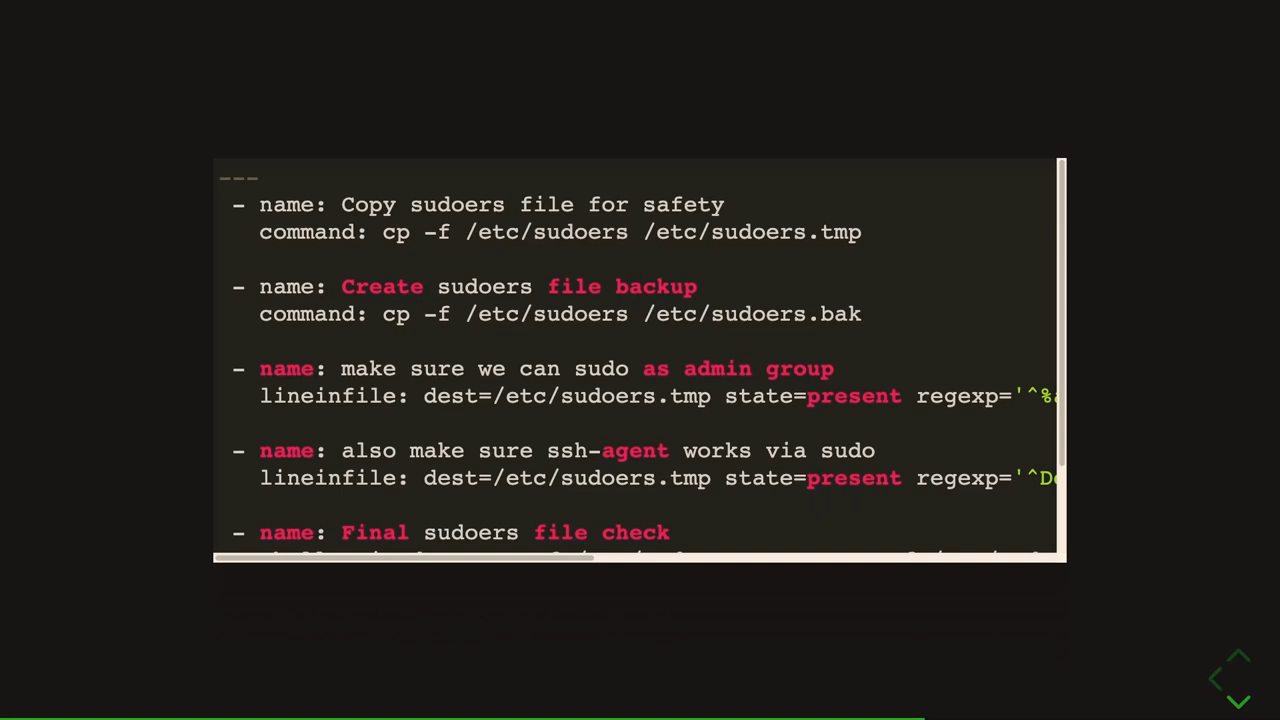 ---
- name: Copy sudoers file for safety
command: cp -f /etc/sudoers /etc/sudoers.tmp
- name: Create sudoers file backup
command: cp -f /etc/sudoers /etc/sudoers.bak
- name: make sure we can sudo as admin group
lineinfile: dest=/etc/sudoers.tmp state=present regexp='^%
- name: also make sure ssh-agent works via sudo
lineinfile: dest=/etc/sudoers.tmp state=present regexp='^D
- name: Final sudoers file check